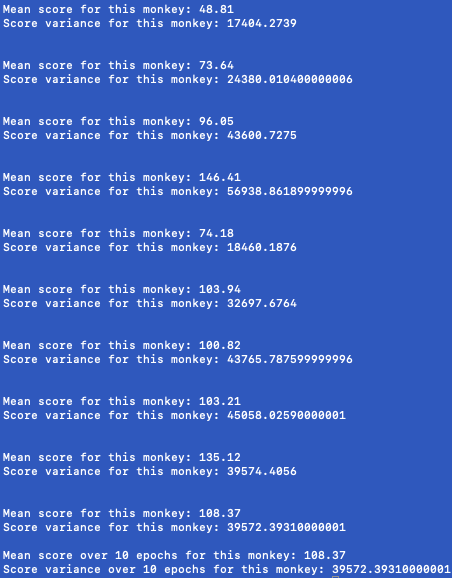 Mean score for this monkey: 48.81
Score variance for this monkey: 17404.2739
Mean score for this monkey: 73.64
Score variance for this monkey: 24380.010400000006
Mean score for this monkey: 96.05
Score variance for this monkey: 43600.7275
Mean score for this monkey: 146.41
Score variance for this monkey: 56938.861899999996
Mean score for this monkey: 74.18
Score variance for this monkey: 18460.1876
Mean score for this monkey: 103.94
Score variance for this monkey: 32697.6764
Mean score for this monkey: 100.82
Score variance for this monkey: 43765.787599999996
Mean score for this monkey: 103.21
Score variance for this monkey: 45058.02590000001
Mean score for this monkey: 135.12
Score variance for this monkey: 39574.4056
Mean score for this monkey: 108.37
Score variance for this monkey: 39572.39310000001
Mean score over 10 epochs for this monkey: 108.37
Score variance over 10 epochs for this monkey: 39572.39310000001